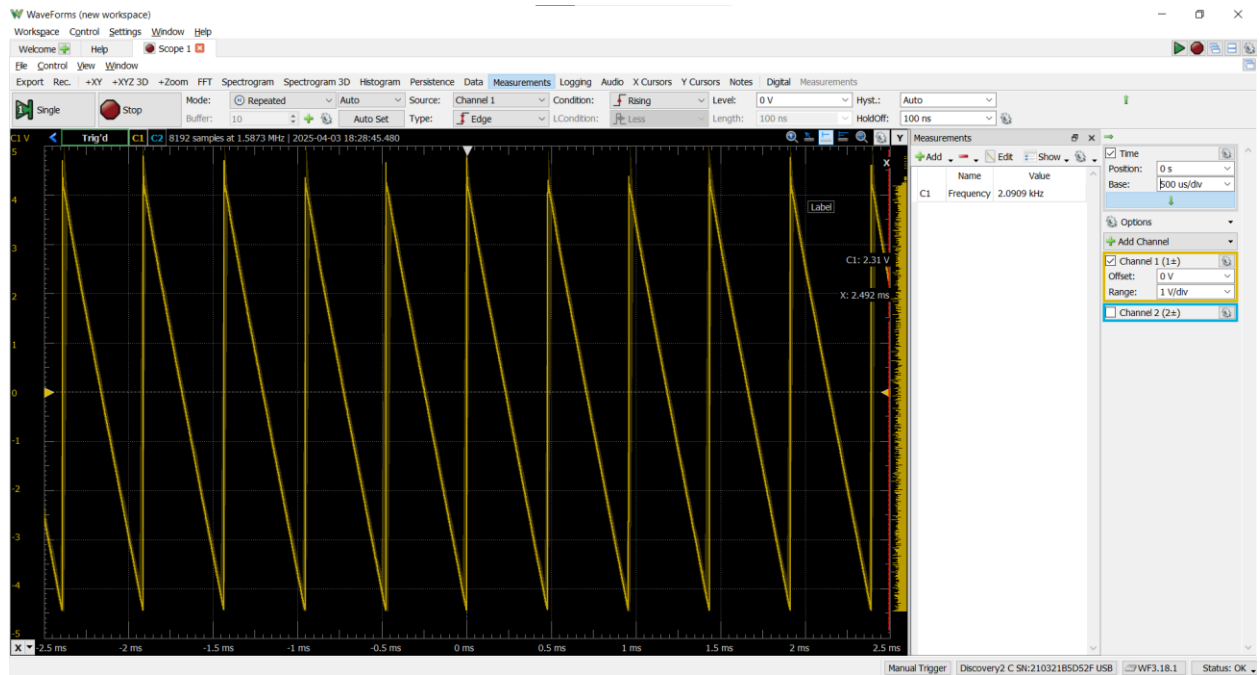 WaveForms (new workspace)
Workspace Control Settings Window Help
Welcome Help Scope 1
File Control View Window
Export Rec. +XY +XYZ 3D +Zoom FFT Spectrogram Spectrogram 3D Histogram Persistence Data Measurements Logging Audio X Cursors Y Cursors Notes Digital Measurements
Single Stop Mode: Repeated Auto Source: Channel 1 Condition: Rising Level: 0 V Hyst.: Auto
Buffer: 10 Auto Set Type: Edge LCondition: Less Length: 100 ns HoldOff: 100 ns
C1 V Trig'd C1 C2 8192 samples at 1.5873 MHz | 2025-04-03 18:28:45.480 Y
X
Label
C1: 2.31 V
X: 2.492 ms
5
4
3
2
1
0
-1
-2
-3
-4
-5
X -2.5 ms -2 ms -1.5 ms -1 ms -0.5 ms 0 ms 0.5 ms 1 ms 1.5 ms 2 ms 2.5 ms
Measurements
Add Edit Show
Name Value
C1 Frequency 2.0909 kHz
Time
Position: 0 s
Base: 500 us/div
Options
Add Channel
Channel 1 (1±)
Offset: 0 V
Range: 1 V/div
Channel 2 (2±)
Manual Trigger Discovery2 C SN:210321B5D52F USB WF3.18.1 Status: OK